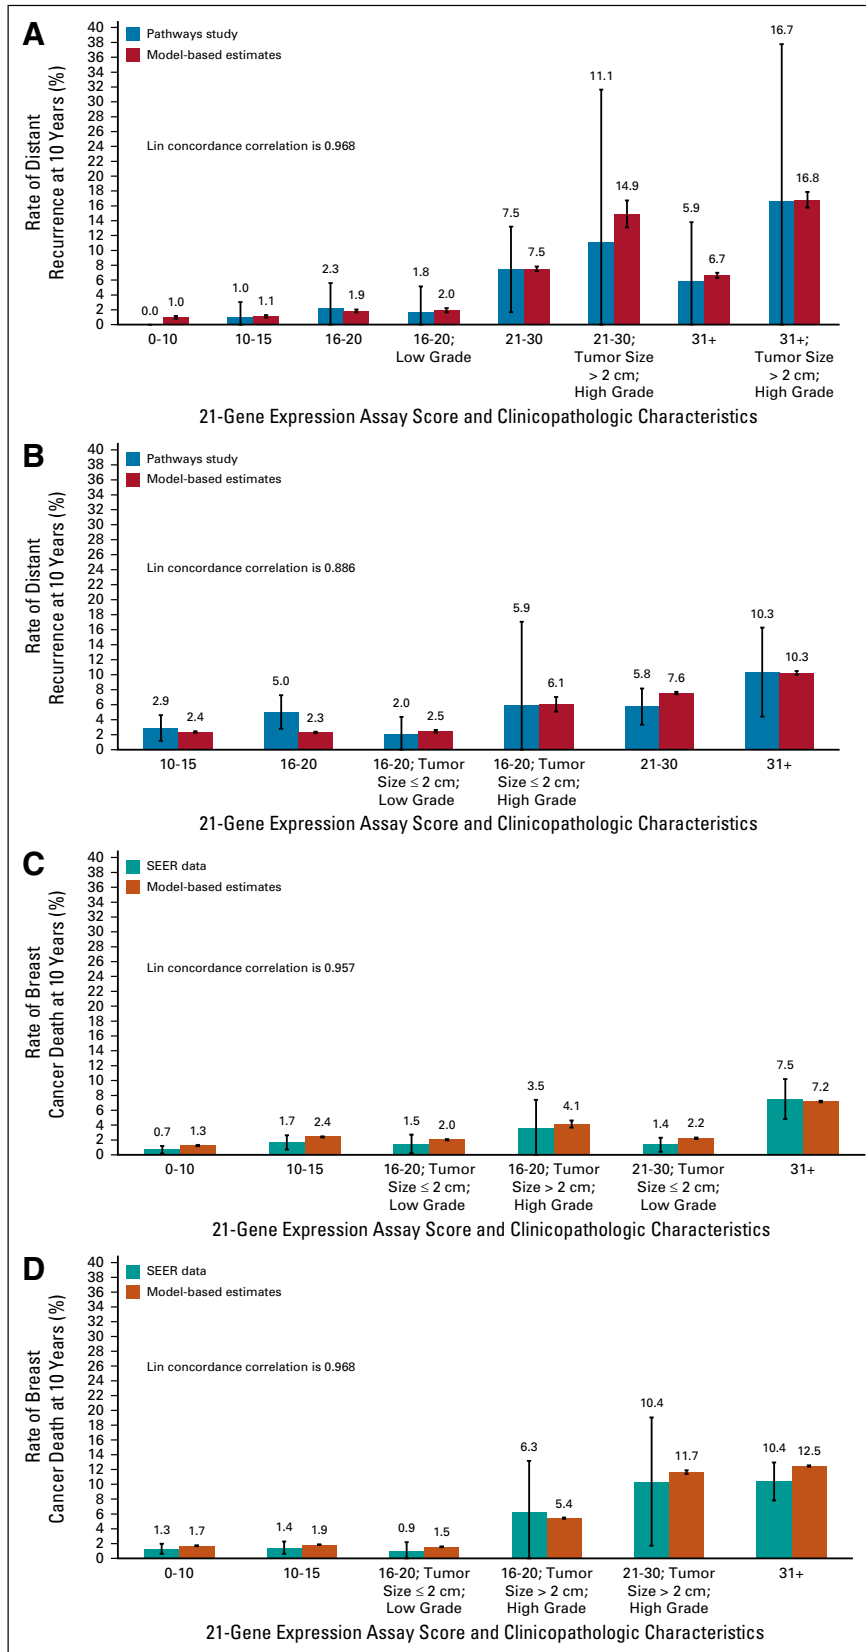 A
Rate of Distant
Recurrence at 10 Years (%)
40
38
36
34
32
30
28
26
24
22
20
18
16
14
12
10
8
6
4
2
0
Pathways study
Model-based estimates
Lin concordance correlation is 0.968
0.0
1.0
1.0
1.1
2.3
1.9
1.8
2.0
7.5
7.5
11.1
14.9
5.9
6.7
16.7
16.8
0-10
10-15
16-20
16-20;
Low Grade
21-30
21-30;
Tumor Size
> 2 cm;
High Grade
31+
31+;
Tumor Size
> 2 cm;
High Grade
21-Gene Expression Assay Score and Clinicopathologic Characteristics
B
Rate of Distant
Recurrence at 10 Years (%)
40
38
36
34
32
30
28
26
24
22
20
18
16
14
12
10
8
6
4
2
0
Pathways study
Model-based estimates
Lin concordance correlation is 0.886
2.9
2.4
5.0
2.3
2.0
2.5
5.9
6.1
5.8
7.6
10.3
10.3
10-15
16-20
16-20; Tumor
Size ≤ 2 cm;
Low Grade
16-20; Tumor
Size ≤ 2 cm;
High Grade
21-30
31+
21-Gene Expression Assay Score and Clinicopathologic Characteristics
C
Rate of Breast
Cancer Death at 10 Years (%)
40
38
36
34
32
30
28
26
24
22
20
18
16
14
12
10
8
6
4
2
0
SEER data
Model-based estimates
Lin concordance correlation is 0.957
0.7
1.3
1.7
2.4
1.5
2.0
3.5
4.1
1.4
2.2
7.5
7.2
0-10
10-15
16-20; Tumor
Size ≤ 2 cm;
Low Grade
16-20; Tumor
Size > 2 cm;
High Grade
21-30; Tumor
Size ≤ 2 cm;
Low Grade
31+
21-Gene Expression Assay Score and Clinicopathologic Characteristics
D
Rate of Breast
Cancer Death at 10 Years (%)
40
38
36
34
32
30
28
26
24
22
20
18
16
14
12
10
8
6
4
2
0
SEER data
Model-based estimates
Lin concordance correlation is 0.968
1.3
1.7
1.4
1.9
0.9
1.5
6.3
5.4
10.4
11.7
10.4
12.5
0-10
10-15
16-20; Tumor
Size ≤ 2 cm;
Low Grade
16-20; Tumor
Size > 2 cm;
High Grade
21-30; Tumor
Size > 2 cm;
High Grade
31+
21-Gene Expression Assay Score and Clinicopathologic Characteristics